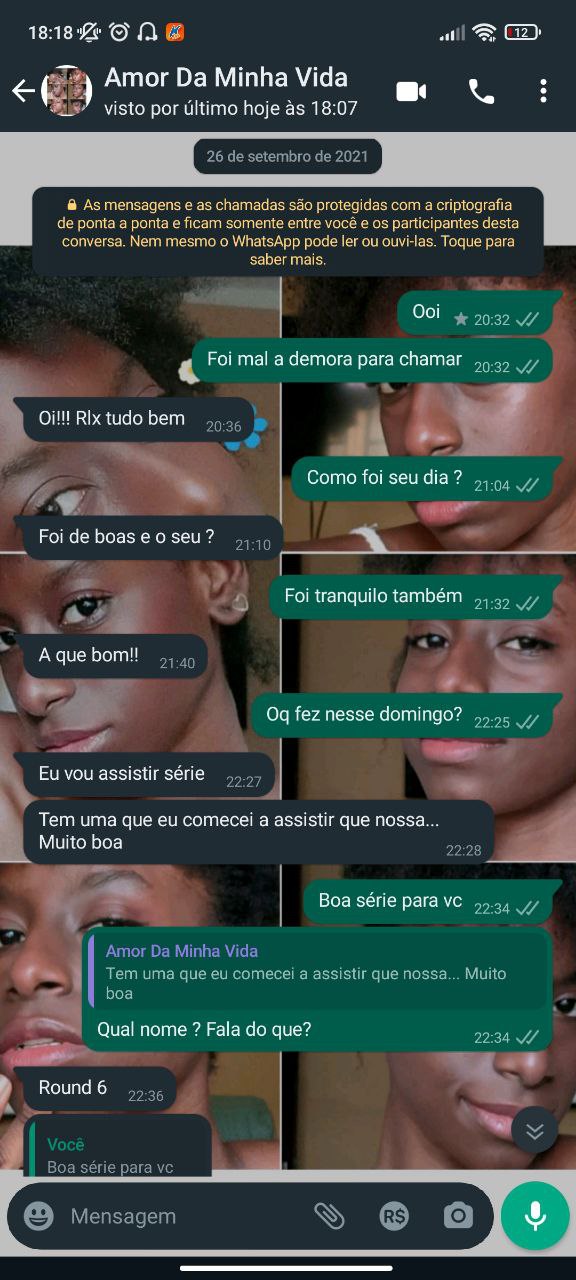 18:18
12
Amor Da Minha Vida
visto por último hoje às 18:07
26 de setembro de 2021
As mensagens e as chamadas são protegidas com a criptografia
de ponta a ponta e ficam somente entre você e os participantes desta
conversa. Nem mesmo o WhatsApp pode ler ou ouvi-las. Toque para
saber mais.
Ooi 20:32
Foi mal a demora para chamar 20:32
Oi!!! Rlx tudo bem 20:36
Como foi seu dia ? 21:04
Foi de boas e o seu ? 21:10
Foi tranquilo também 21:32
A que bom!! 21:40
Oq fez nesse domingo? 22:25
Eu vou assistir série 22:27
Tem uma que eu comecei a assistir que nossa...
Muito boa 22:28
Boa série para vc 22:34
Amor Da Minha Vida
Tem uma que eu comecei a assistir que nossa... Muito
boa
Qual nome ? Fala do que? 22:34
Round 6 22:36
Você
Boa série para vc
Mensagem
R$